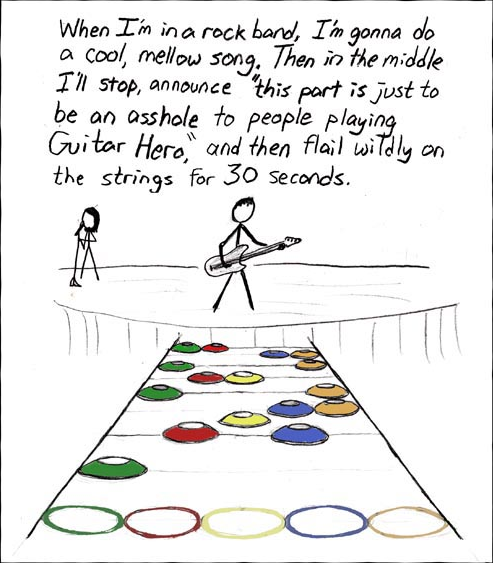 When I'm in a rock band, I'm gonna do
a cool, mellow song. Then in the middle
I'll stop, announce "this part is just to
be an asshole to people playing
Guitar Hero," and then flail wildly on
the strings for 30 seconds.